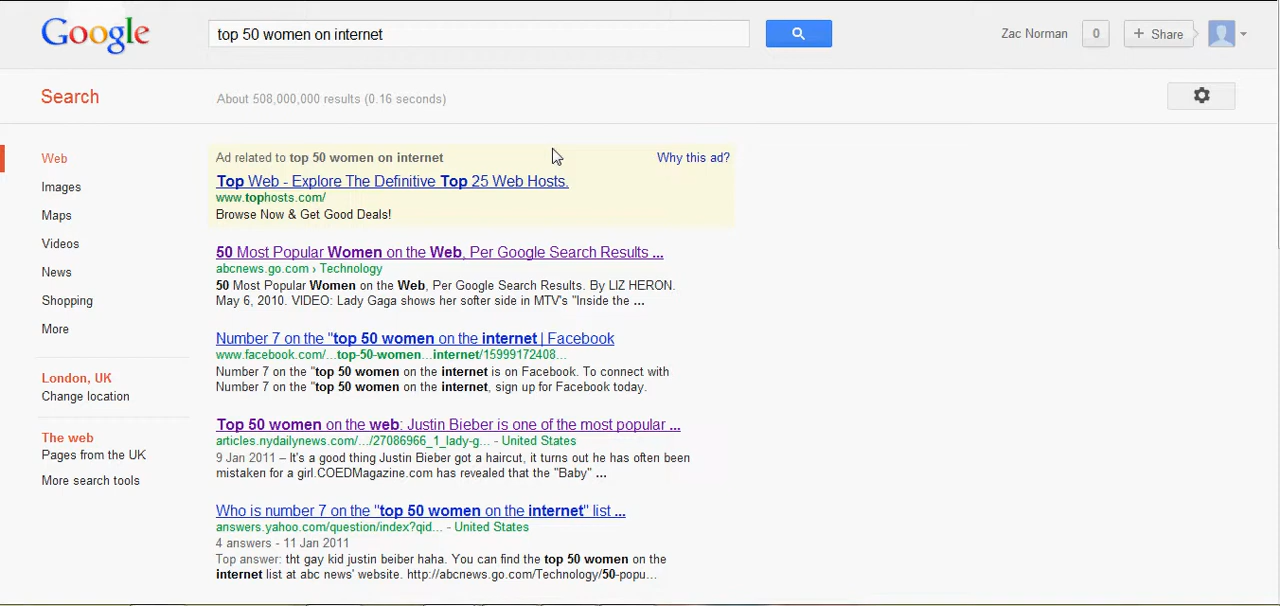 Google
top 50 women on internet
Zac Norman
0
+ Share
Search
About 508,000,000 results (0.16 seconds)
Web
Images
Maps
Videos
News
Shopping
More
London, UK
Change location
The web
Pages from the UK
More search tools
Ad related to top 50 women on internet
Why this ad?
Top Web - Explore The Definitive Top 25 Web Hosts.
www.tophosts.com/
Browse Now & Get Good Deals!
50 Most Popular Women on the Web, Per Google Search Results ...
abcnews.go.com › Technology
50 Most Popular Women on the Web, Per Google Search Results. By LIZ HERON.
May 6, 2010. VIDEO: Lady Gaga shows her softer side in MTV's "Inside the ...
Number 7 on the "top 50 women on the internet | Facebook
www.facebook.com/...top-50-women...internet/15999172408...
Number 7 on the "top 50 women on the internet is on Facebook. To connect with
Number 7 on the "top 50 women on the internet, sign up for Facebook today.
Top 50 women on the web: Justin Bieber is one of the most popular ...
articles.nydailynews.com/.../27086966_1_lady-g... - United States
9 Jan 2011 – It's a good thing Justin Bieber got a haircut, it turns out he has often been
mistaken for a girl.COEDMagazine.com has revealed that the "Baby" ...
Who is number 7 on the "top 50 women on the internet" list ...
answers.yahoo.com/question/index?qid... - United States
4 answers - 11 Jan 2011
Top answer: tht gay kid justin beiber haha. You can find the top 50 women on the
internet list at abc news' website. http://abcnews.go.com/Technology/50-popu...